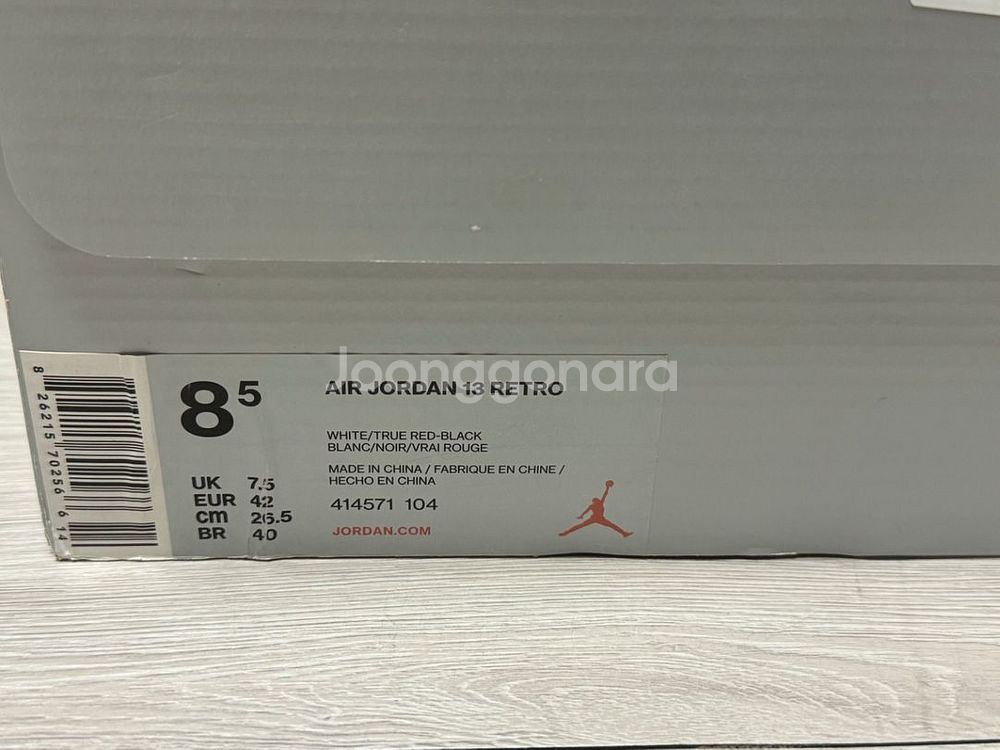 joonggonara
8 26215 70256 6 14
8 5
AIR JORDAN 13 RETRO
WHITE/TRUE RED-BLACK
BLANC/NOIR/VRAI ROUGE
MADE IN CHINA / FABRIQUE EN CHINE /
HECHO EN CHINA
414571 104
JORDAN.COM
UK 7.5
EUR 42
cm 26.5
BR 40